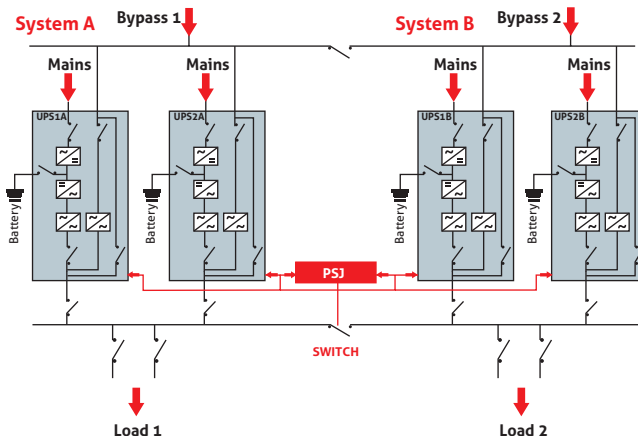 System A
Bypass 1
System B
Bypass 2
Mains
Mains
Mains
Mains
UPS1A
UPS2A
UPS1B
UPS2B
Battery
Battery
Battery
Battery
PSJ
SWITCH
Load 1
Load 2